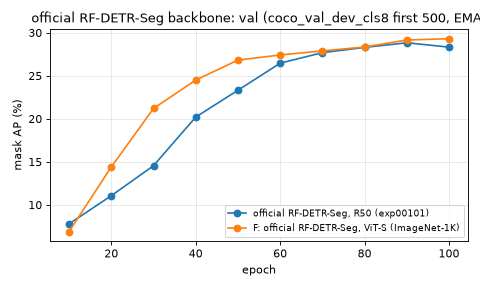 official RF-DETR-Seg backbone: val (coco_val_dev_cls8 first 500, EMA
30
25
20
15
10
mask AP (%)
official RF-DETR-Seg, R50 (exp00101)
F: official RF-DETR-Seg, ViT-S (ImageNet-1K)
20
40
60
80
100
epoch